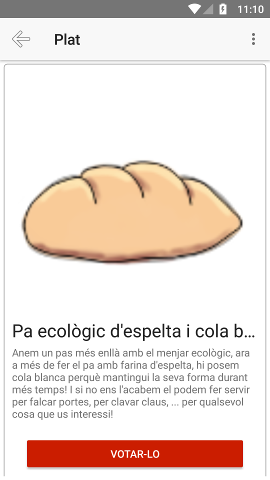 11:10
Plat
Pa ecològic d'espelta i cola b...
Anem un pas més enllà amb el menjar ecològic, ara
a més de fer el pa amb farina d'espelta, hi posem
cola blanca perquè mantingui la seva forma durant
més temps! I si no ens l'acabem el podem fer servir
per falcar portes, per clavar claus, ... per qualsevol
cosa que us interessi!
VOTAR-LO